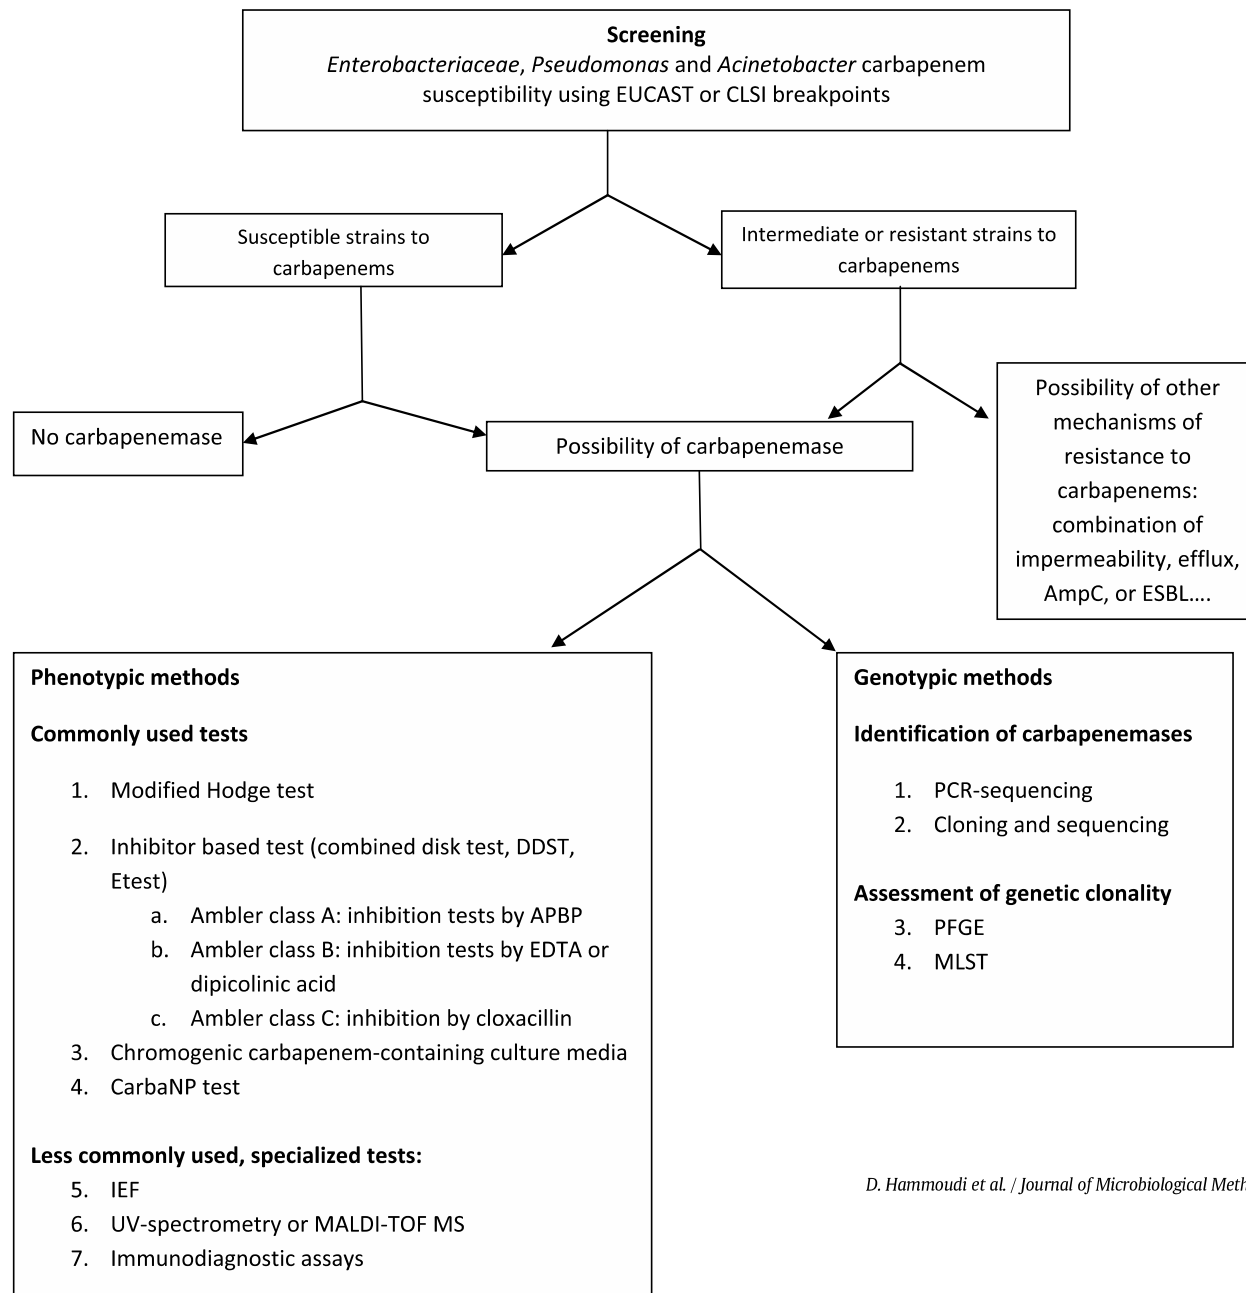 Screening
Enterobacteriaceae, Pseudomonas and Acinetobacter carbapenem
susceptibility using EUCAST or CLSI breakpoints
Susceptible strains to
carbapenems
Intermediate or resistant strains to
carbapenems
No carbapenemase
Possibility of carbapenemase
Possibility of other
mechanisms of
resistance to
carbapenems:
combination of
impermeability, efflux,
AmpC, or ESBL....
Phenotypic methods
Commonly used tests
1. Modified Hodge test
2. Inhibitor based test (combined disk test, DDST,
Etest)
a. Ambler class A: inhibition tests by APBP
b. Ambler class B: inhibition tests by EDTA or
dipicolinic acid
c. Ambler class C: inhibition by cloxacillin
3. Chromogenic carbapenem-containing culture media
4. CarbaNP test
Less commonly used, specialized tests:
5. IEF
6. UV-spectrometry or MALDI-TOF MS
7. Immunodiagnostic assays
Genotypic methods
Identification of carbapenemases
1. PCR-sequencing
2. Cloning and sequencing
Assessment of genetic clonality
3. PFGE
4. MLST
D. Hammoudi et al. / Journal of Microbiological Meth